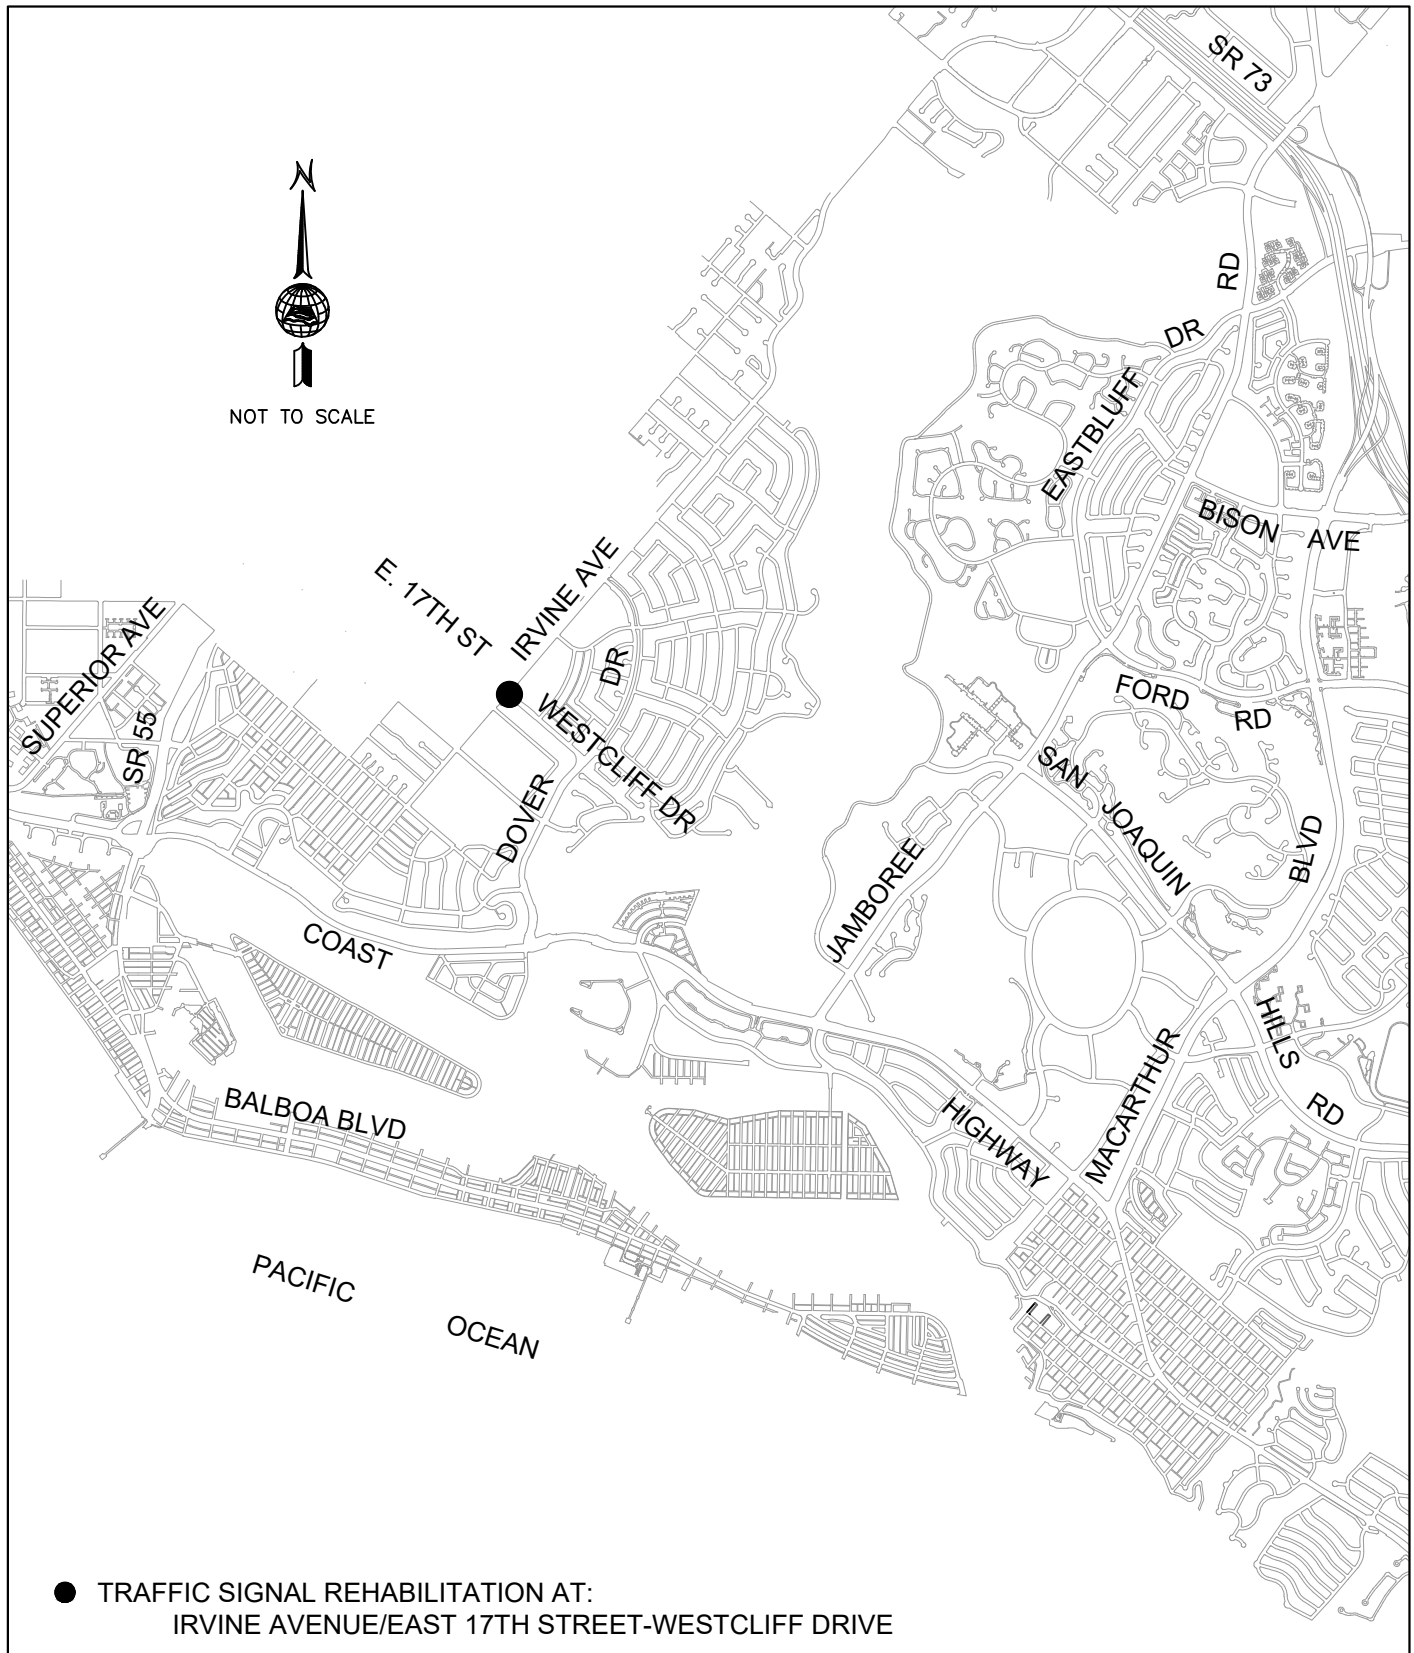 SR 73
N
NOT TO SCALE
RD
DR
EASTBLUFF
BISON AVE
E. 17TH ST
IRVINE AVE
SUPERIOR AVE
SR 55
DR
WESTCLIFF DR
DOVER
FORD RD
SAN JOAQUIN
JAMBOREE
BLVD
COAST
HILLS
RD
MACARTHUR
HIGHWAY
BALBOA BLVD
PACIFIC
OCEAN
TRAFFIC SIGNAL REHABILITATION AT:
IRVINE AVENUE/EAST 17TH STREET-WESTCLIFF DRIVE